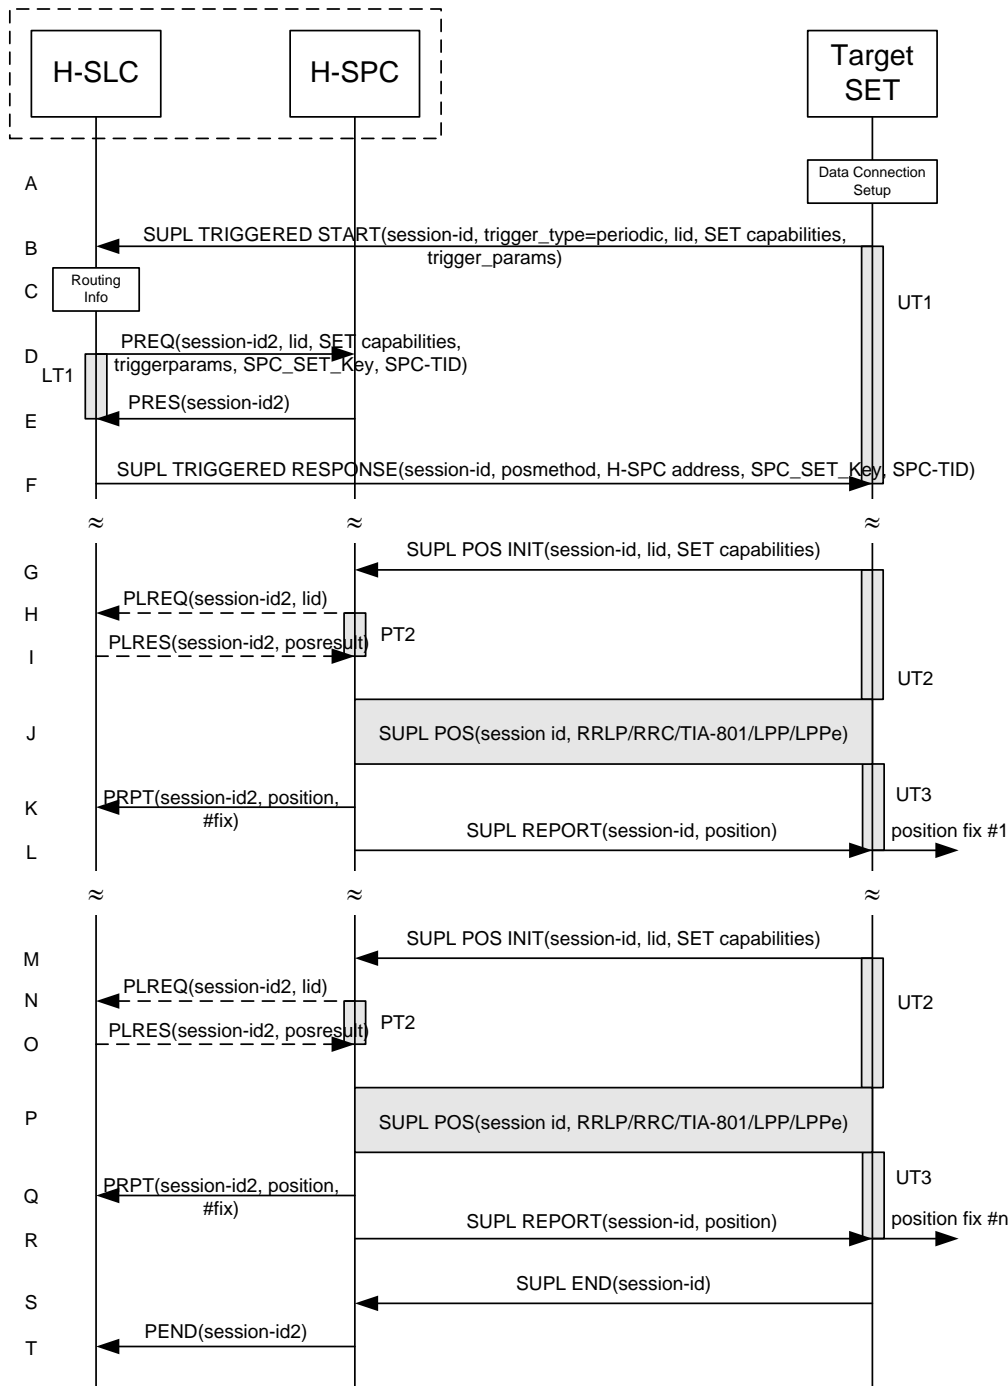 H-SLC
H-SPC
Target
SET
A
Data Connection
Setup
B
SUPL TRIGGERED START(session-id, trigger_type=periodic, lid, SET capabilities,
trigger_params)
C
Routing
Info
UT1
D
PREQ(session-id2, lid, SET capabilities,
triggerparams, SPC_SET_Key, SPC-TID)
LT1
E
PRES(session-id2)
F
SUPL TRIGGERED RESPONSE(session-id, posmethod, H-SPC address, SPC_SET_Key, SPC-TID)
≈ ≈ ≈
G
SUPL POS INIT(session-id, lid, SET capabilities)
H
PLREQ(session-id2, lid)
PT2
I
PLRES(session-id2, posresult)
UT2
J
SUPL POS(session id, RRLP/RRC/TIA-801/LPP/LPPe)
K
PRPT(session-id2, position,
#fix)
UT3
L
SUPL REPORT(session-id, position)
position fix #1
≈ ≈ ≈
M
SUPL POS INIT(session-id, lid, SET capabilities)
N
PLREQ(session-id2, lid)
PT2
UT2
O
PLRES(session-id2, posresult)
P
SUPL POS(session id, RRLP/RRC/TIA-801/LPP/LPPe)
Q
PRPT(session-id2, position,
#fix)
UT3
R
SUPL REPORT(session-id, position)
position fix #n
S
SUPL END(session-id)
T
PEND(session-id2)